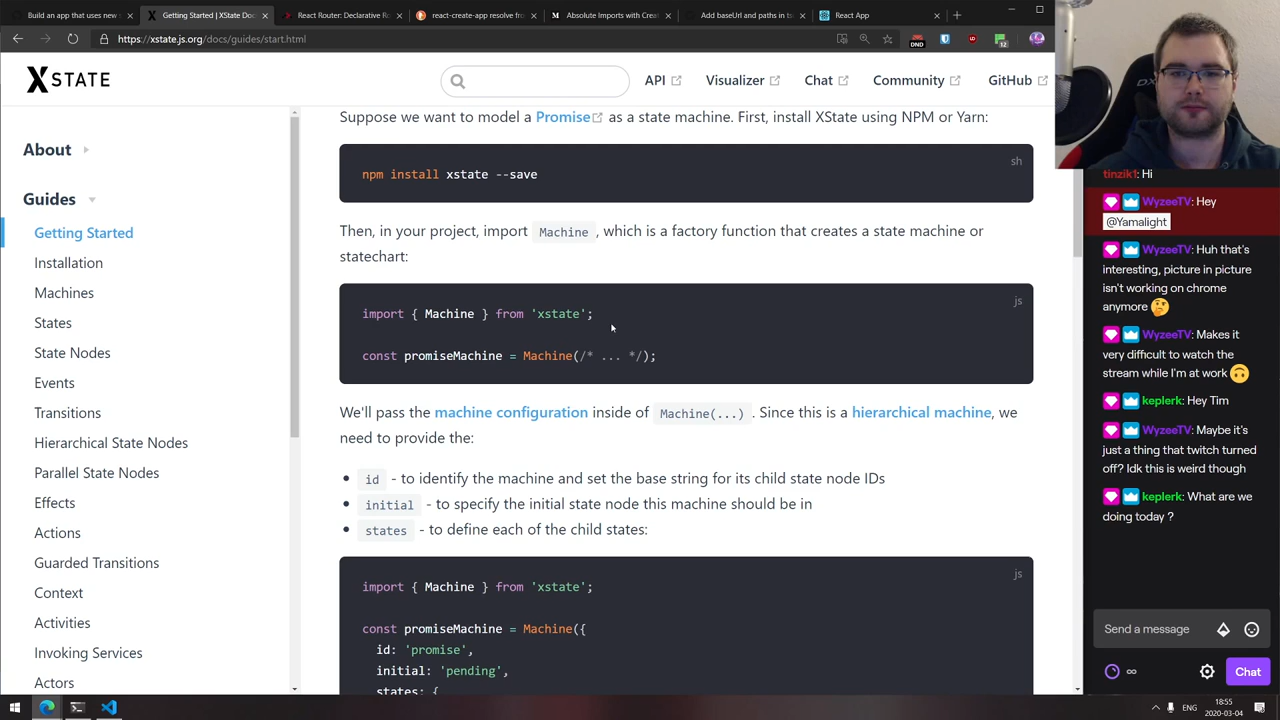 Build an app that uses new s
Getting Started | XState Doc
React Router: Declarative Ro
react-create-app resolve fro
Absolute Imports with Creat
Add baseUrl and paths in ts
React App
https://xstate.js.org/docs/guides/start.html
DND
12
XSTATE
API
Visualizer
Chat
Community
GitHub
About
Guides
Getting Started
Installation
Machines
States
State Nodes
Events
Transitions
Hierarchical State Nodes
Parallel State Nodes
Effects
Actions
Guarded Transitions
Context
Activities
Invoking Services
Actors
Suppose we want to model a Promise as a state machine. First, install XState using NPM or Yarn:
sh
npm install xstate --save
Then, in your project, import Machine, which is a factory function that creates a state machine or
statechart:
js
import { Machine } from 'xstate';
const promiseMachine = Machine(/* ... */);
We'll pass the machine configuration inside of Machine(...). Since this is a hierarchical machine, we
need to provide the:
id - to identify the machine and set the base string for its child state node IDs
initial - to specify the initial state node this machine should be in
states - to define each of the child states:
js
import { Machine } from 'xstate';
const promiseMachine = Machine({
id: 'promise',
initial: 'pending',
states: {
DX
tinzik1: Hi
WyzeeTV: Hey
@Yamalight
WyzeeTV: Huh that's
interesting, picture in picture
isn't working on chrome
anymore
WyzeeTV: Makes it
very difficult to watch the
stream while I'm at work
keplerk: Hey Tim
WyzeeTV: Maybe it's
just a thing that twitch turned
off? Idk this is weird though
keplerk: What are we
doing today ?
Send a message
∞
Chat
ENG
18:55
2020-03-04